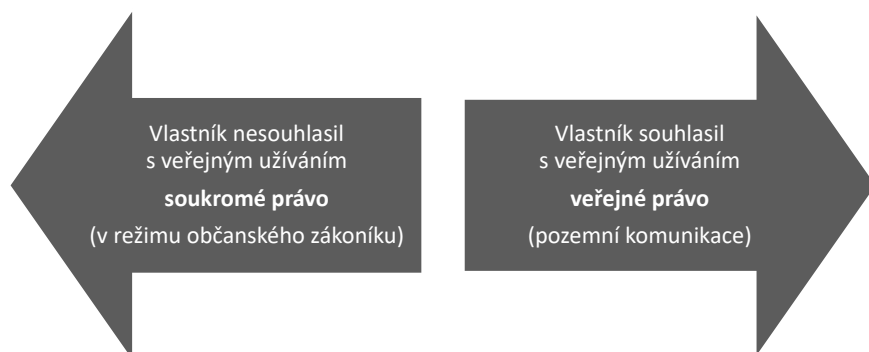 Vlastník nesouhlasil
s veřejným užíváním
soukromé právo
(v režimu občanského zákoníku)
Vlastník souhlasil
s veřejným užíváním
veřejné právo
(pozemní komunikace)